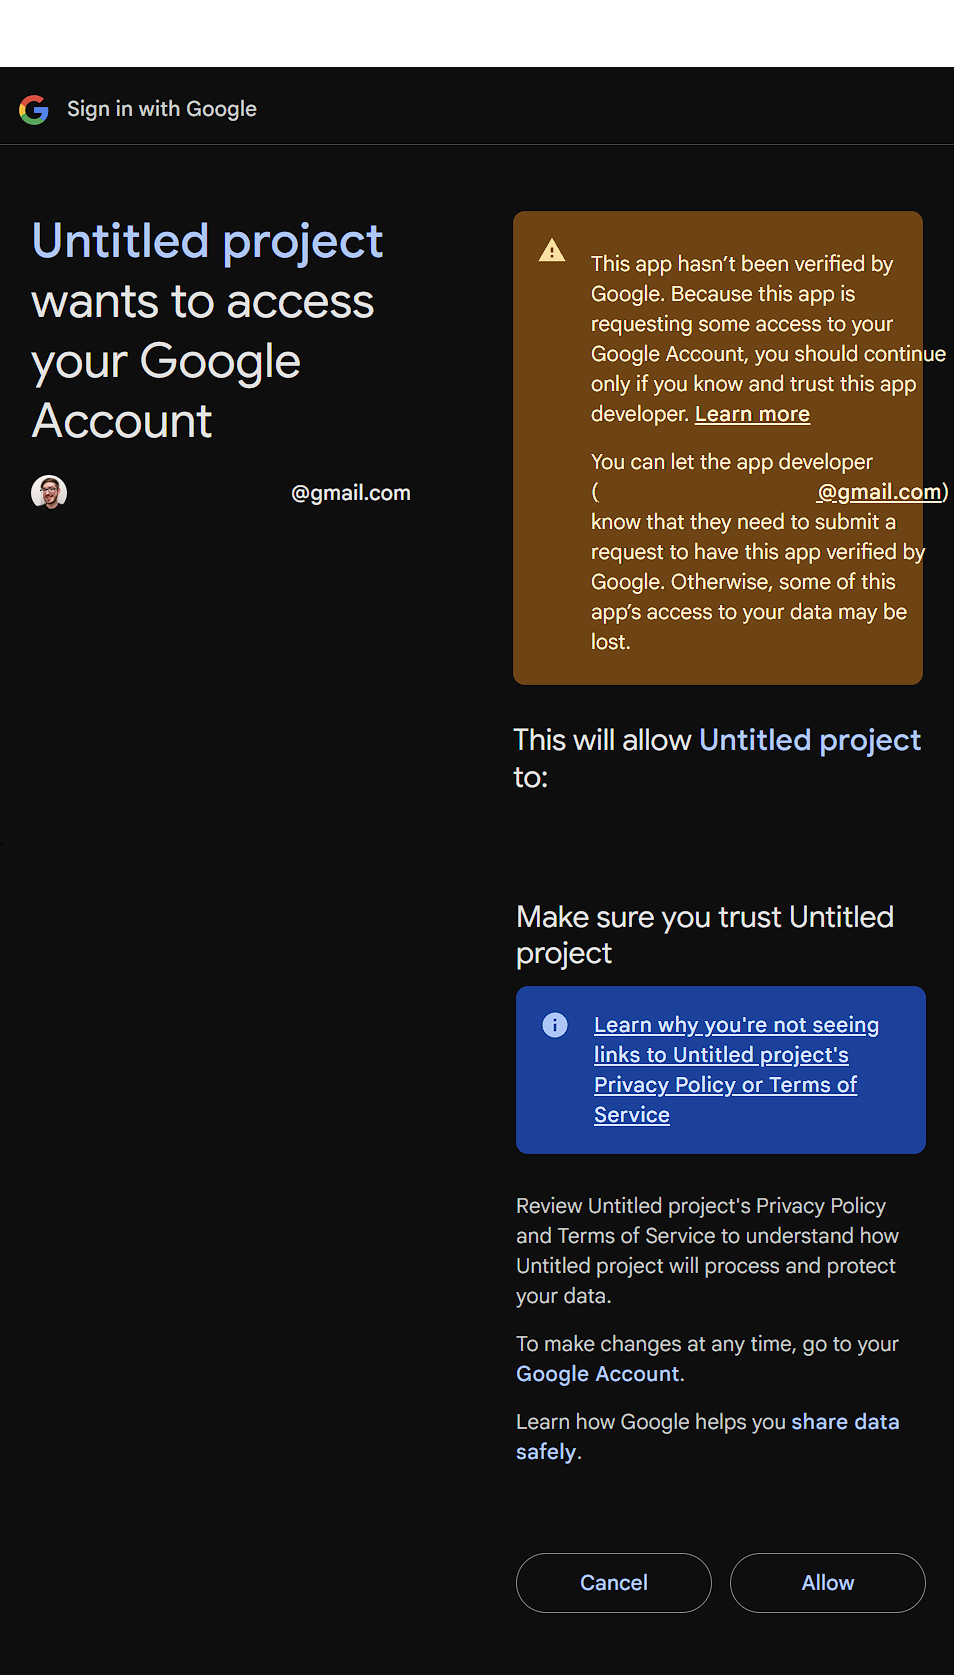 Sign in with Google
Untitled project
wants to access
your Google
Account
@gmail.com
This app hasn’t been verified by
Google. Because this app is
requesting some access to your
Google Account, you should continue
only if you know and trust this app
developer. Learn more
You can let the app developer
( @gmail.com)
know that they need to submit a
request to have this app verified by
Google. Otherwise, some of this
app’s access to your data may be
lost.
This will allow Untitled project
to:
Make sure you trust Untitled
project
Learn why you're not seeing
links to Untitled project's
Privacy Policy or Terms of
Service
Review Untitled project's Privacy Policy
and Terms of Service to understand how
Untitled project will process and protect
your data.
To make changes at any time, go to your
Google Account.
Learn how Google helps you share data
safely.
Cancel
Allow